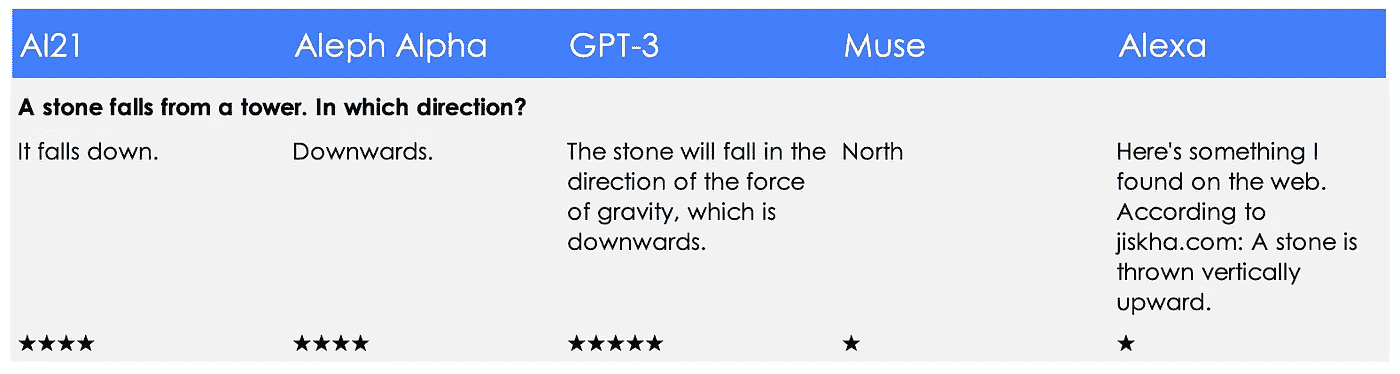 AI21 Aleph Alpha GPT-3 Muse Alexa
A stone falls from a tower. In which direction?
It falls down.
Downwards.
The stone will fall in the
direction of the force
of gravity, which is
downwards.
North
Here's something I
found on the web.
According to
jiskha.com: A stone is
thrown vertically
upward.
★★★★ ★★★★ ★★★★★ ★ ★